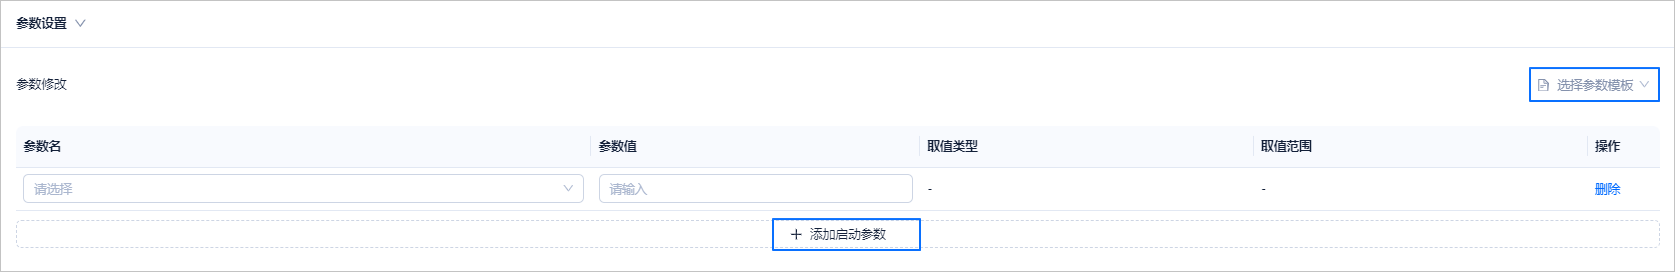 参数设置
参数修改
选择参数模板
参数名 参数值 取值类型 取值范围 操作
请选择 请输入 - - 删除
+ 添加启动参数